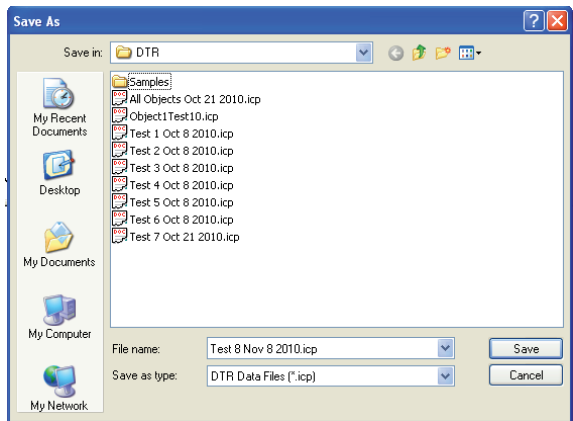 Save As
Save in:
DTR
My Recent
Documents
Desktop
My Documents
My Computer
My Network
Samples
All Objects Oct 21 2010.icp
Object1Test10.icp
Test 1 Oct 8 2010.icp
Test 2 Oct 8 2010.icp
Test 3 Oct 8 2010.icp
Test 4 Oct 8 2010.icp
Test 5 Oct 8 2010.icp
Test 6 Oct 8 2010.icp
Test 7 Oct 21 2010.icp
File name:
Test 8 Nov 8 2010.icp
Save
Save as type:
DTR Data Files (*.icp)
Cancel